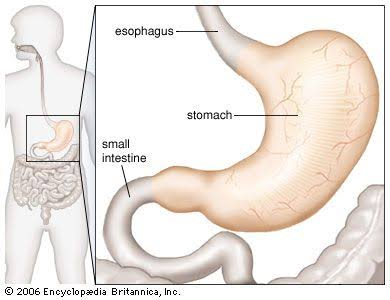 esophagus
stomach
small
intestine
© 2006 Encyclopædia Britannica, Inc.